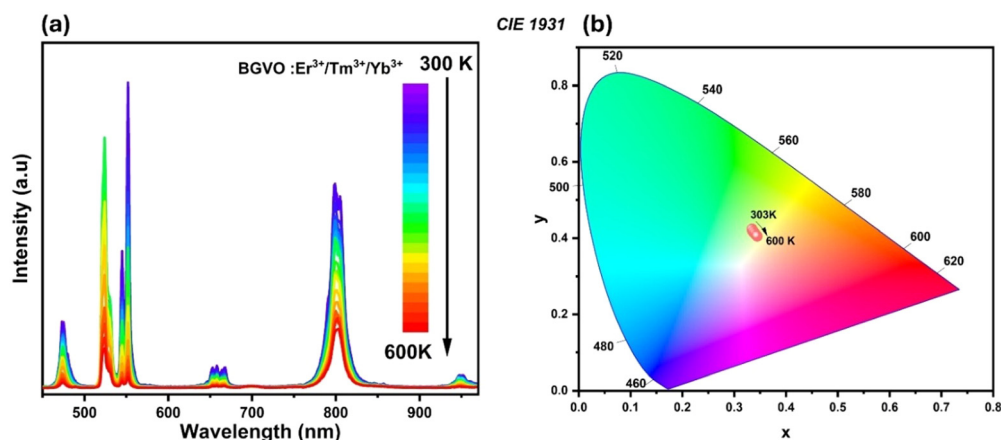 (a)
BGVO :Er³⁺/Tm³⁺/Yb³⁺
300 K
600K
Intensity (a.u)
500 600 700 800 900
Wavelength (nm)
CIE 1931 (b)
0.8
0.6
0.4
0.2
0.0
y
520
540
560
500
580
303K
600 K
600
620
480
460
0.0 0.1 0.2 0.3 0.4 0.5 0.6 0.7 0.8
x